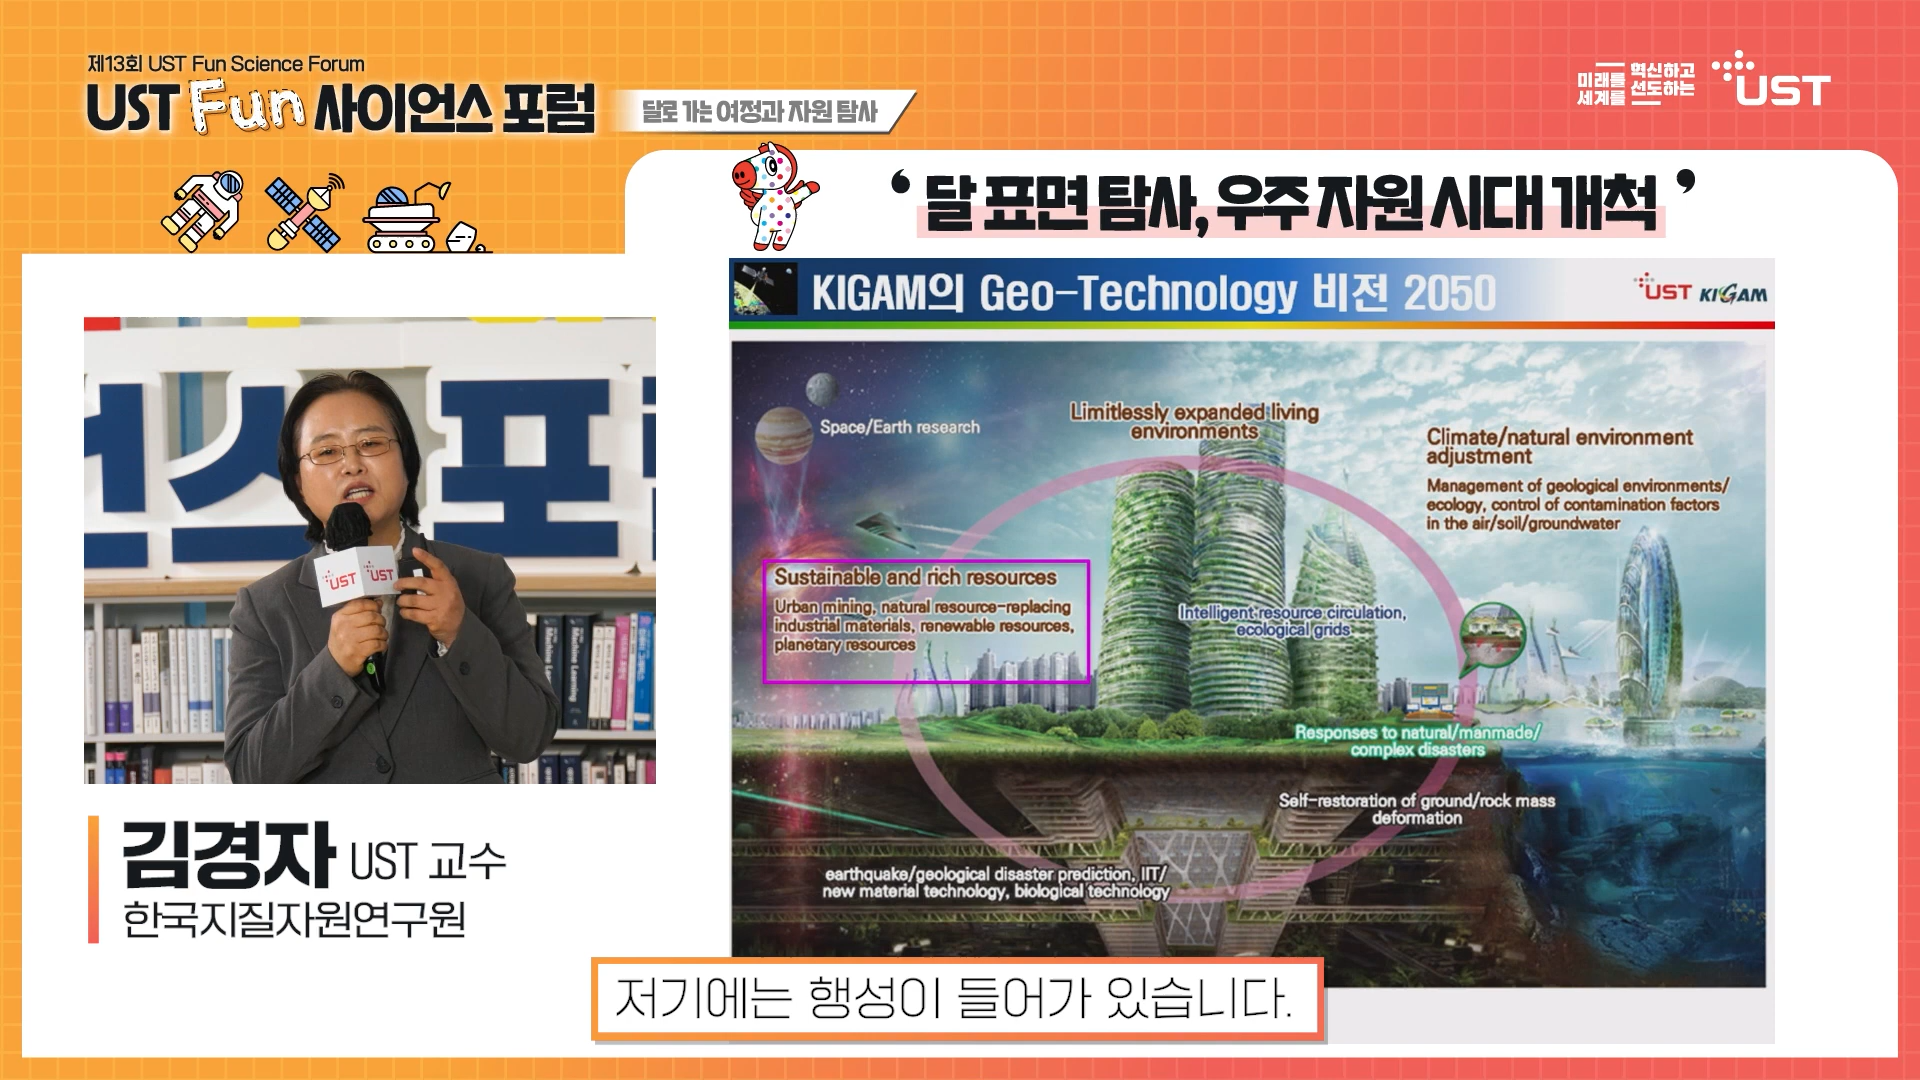 제13회 UST Fun Science Forum
UST Fun 사이언스 포럼
달로 가는 여정과 자원 탐사
미래를 혁신하고
세계를 선도하는
UST
‘ 달 표면 탐사, 우주 자원 시대 개척 ’
KIGAM의 Geo-Technology 비전 2050
UST KIGAM
Space/Earth research
Limitlessly expanded living
environments
Climate/natural environment
adjustment
Management of geological environments/
ecology, control of contamination factors
in the air/soil/groundwater
Sustainable and rich resources
Urban mining, natural resource-replacing
industrial materials, renewable resources,
planetary resources
Intelligent resource circulation,
ecological grids
Responses to natural/manmade/
complex disasters
Self-restoration of ground/rock mass
deformation
earthquake/geological disaster prediction, IIT/
new material technology, biological technology
언스 포
UST UST
Machine Learning
김경자 UST 교수
한국지질자원연구원
저기에는 행성이 들어가 있습니다.